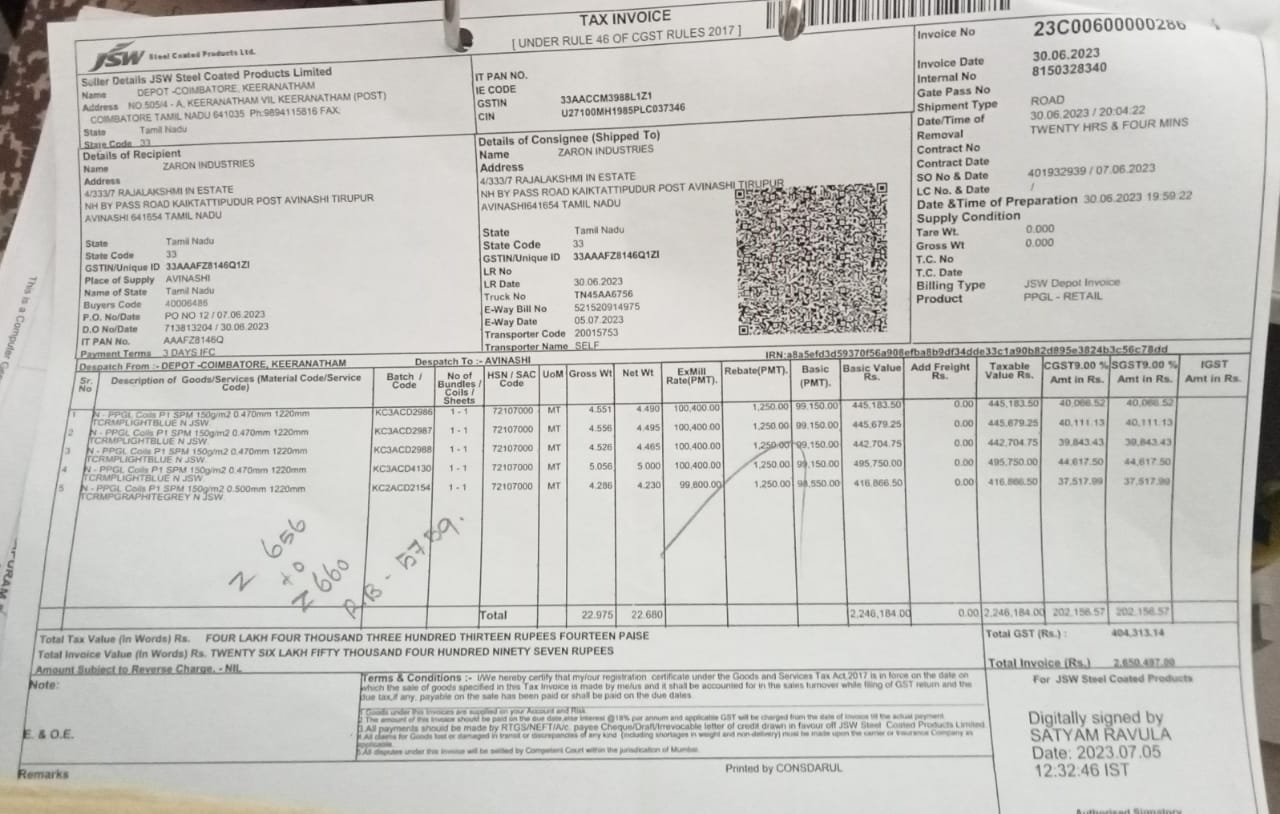 TAX INVOICE
[ UNDER RULE 46 OF CGST RULES 2017 ]
JSW Steel Coated Products Ltd.
Seller Details JSW Steel Coated Products Limited
Name DEPOT -COIMBATORE, KEERANATHAM
Address NO.505/4 - A, KEERANATHAM VIL KEERANATHAM (POST)
COIMBATORE TAMIL NADU 641035 Ph:9894115816 FAX:
State Tamil Nadu
State Code 33
IT PAN NO.
IE CODE
GSTIN 33AACCM3988L1Z1
CIN U27100MH1985PLC037346
Invoice No 23C00600000286
Invoice Date 30.06.2023
Internal No 8150328340
Gate Pass No
Shipment Type ROAD
Date/Time of 30.06.2023 / 20:04:22
Removal TWENTY HRS & FOUR MINS
Contract No
Contract Date
SO No & Date 401932939 / 07.06.2023
LC No. & Date /
Date &Time of Preparation 30.06.2023 19:59:22
Supply Condition
Tare Wt. 0.000
Gross Wt 0.000
T.C. No
T.C. Date
Billing Type JSW Depot Invoice
Product PPGL - RETAIL
Details of Recipient
Name ZARON INDUSTRIES
Address
4/333/7 RAJALAKSHMI IN ESTATE
NH BY PASS ROAD KAIKTATTIPUDUR POST AVINASHI TIRUPUR
AVINASHI 641654 TAMIL NADU
State Tamil Nadu
State Code 33
GSTIN/Unique ID 33AAAFZ8146Q1ZI
Place of Supply AVINASHI
Name of State Tamil Nadu
Buyers Code 40006486
P.O. No/Date PO NO 12 / 07.06.2023
D.O No/Date 713813204 / 30.06.2023
IT PAN No. AAAFZ8146Q
Payment Terms 3 DAYS IFC
Details of Consignee (Shipped To)
Name ZARON INDUSTRIES
Address
4/333/7 RAJALAKSHMI IN ESTATE
NH BY PASS ROAD KAIKTATTIPUDUR POST AVINASHI TIRUPUR
AVINASHI641654 TAMIL NADU
State Tamil Nadu
State Code 33
GSTIN/Unique ID 33AAAFZ8146Q1ZI
LR No
LR Date 30.06.2023
Truck No TN45AA6756
E-Way Bill No 521520914975
E-Way Date 05.07.2023
Transporter Code 20015753
Transporter Name SELF
Despatch From :- DEPOT -COIMBATORE, KEERANATHAM Despatch To :- AVINASHI
IRN:a8a5efd3d59370f56a908efba8b9df34dde33c1a90b82d895e3824b3c56c78dd
Sr. No Description of Goods/Services (Material Code/Service Code) Batch / Code No of Bundles / Coils / Sheets HSN / SAC Code UoM Gross Wt Net Wt ExMill Rate(PMT). Rebate(PMT). Basic (PMT). Basic Value Rs. Add Freight Rs. Taxable Value Rs. CGST9.00 % Amt in Rs. SGST9.00 % Amt in Rs. IGST Amt in Rs.
1 N - PPGL Coils P1 SPM 150g/m2 0.470mm 1220mm KC3ACD2986 1 - 1 72107000 MT 4.551 4.490 100,400.00 1,250.00 99,150.00 445,183.50 0.00 445,183.50 40,066.52 40,066.52
TCRMPLIGHTBLUE N JSW
2 N - PPGL Coils P1 SPM 150g/m2 0.470mm 1220mm KC3ACD2987 1 - 1 72107000 MT 4.556 4.495 100,400.00 1,250.00 99,150.00 445,679.25 0.00 445,679.25 40,111.13 40,111.13
TCRMPLIGHTBLUE N JSW
3 N - PPGL Coils P1 SPM 150g/m2 0.470mm 1220mm KC3ACD2988 1 - 1 72107000 MT 4.526 4.465 100,400.00 1,250.00 99,150.00 442,704.75 0.00 442,704.75 39,843.43 39,843.43
TCRMPLIGHTBLUE N JSW
4 N - PPGL Coils P1 SPM 150g/m2 0.470mm 1220mm KC3ACD4130 1 - 1 72107000 MT 5.056 5.000 100,400.00 1,250.00 99,150.00 495,750.00 0.00 495,750.00 44,617.50 44,617.50
TCRMPLIGHTBLUE N JSW
5 N - PPGL Coils P1 SPM 150g/m2 0.500mm 1220mm KC2ACD2154 1 - 1 72107000 MT 4.286 4.230 99,800.00 1,250.00 98,550.00 416,866.50 0.00 416,866.50 37,517.99 37,517.99
TCRMPGRAPHITEGREY N JSW
Z 656
to
Z 660
R.B - 5789.
Total 22.975 22.680 2,246,184.00 0.00 2,246,184.00 202,156.57 202,156.57
Total Tax Value (In Words) Rs. FOUR LAKH FOUR THOUSAND THREE HUNDRED THIRTEEN RUPEES FOURTEEN PAISE
Total GST (Rs.) : 404,313.14
Total Invoice Value (In Words) Rs. TWENTY SIX LAKH FIFTY THOUSAND FOUR HUNDRED NINETY SEVEN RUPEES
Total Invoice (Rs.) 2,650,497.00
Amount Subject to Reverse Charge. - NIL
Note:
Terms & Conditions :- I/We hereby certify that my/our registration certificate under the Goods and Services Tax Act,2017 is in force on the date on
which the sale of goods specified in this Tax Invoice is made by me/us and it shall be accounted for in the sales turnover while filing of GST return and the
due tax,if any, payable on the sale has been paid or shall be paid on the due dates.
1.Goods under this Invoices are supplied on your Account and Risk.
2.The amount of this Invoice should be paid on the due date,else interest @18% per annum and applicable GST will be charged from the date of Invoice till the actual payment.
3.All payments should be made by RTGS/NEFT/A/c. payee Cheque/Draft/Irrevocable letter of credit drawn in favour off JSW Steel Coated Products Limited
4.All claims for Goods lost or damaged in transit or discrepancies of any kind (including shortages in weight and non-delivery) must be made upon the carrier or Insurance Company as
applicable.
5.All disputes under this Invoice will be settled by Competent Court within the jurisdiction of Mumbai.
E. & O.E.
Remarks
Printed by CONSDARUL
For JSW Steel Coated Products
Digitally signed by
SATYAM RAVULA
Date: 2023.07.05
12:32:46 IST
Authorised Signatory
This is a Computer